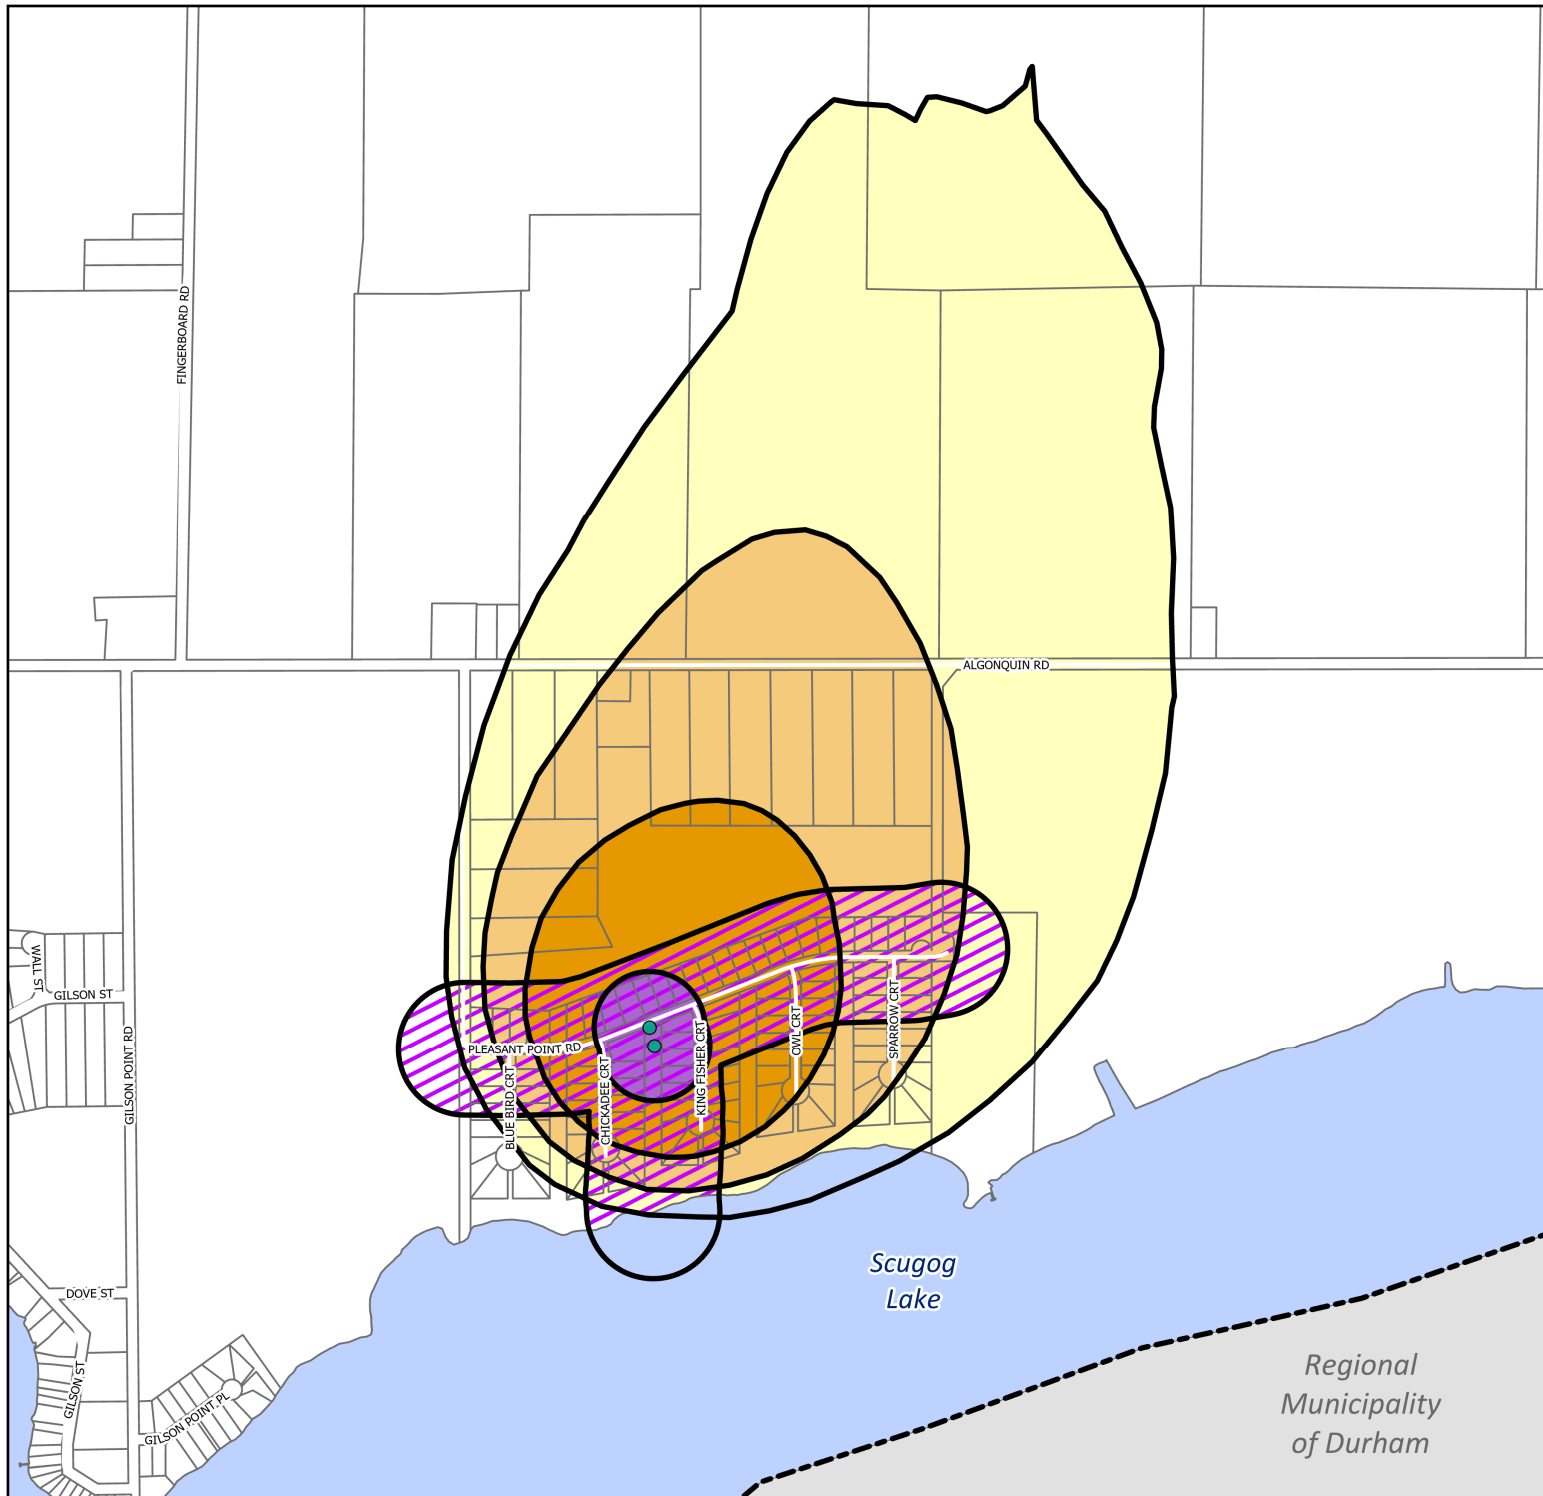 FINGERBOARD RD
ALGONQUIN RD
WALL ST
GILSON ST
GILSON POINT RD
PLEASANT POINT RD
BLUE BIRD CRT
CHICKADEE CRT
KING FISHER CRT
OWL CRT
SPARROW CRT
Scugog
Lake
DOVE ST
GILSON ST
GILSON POINT PL
Regional
Municipality
of Durham